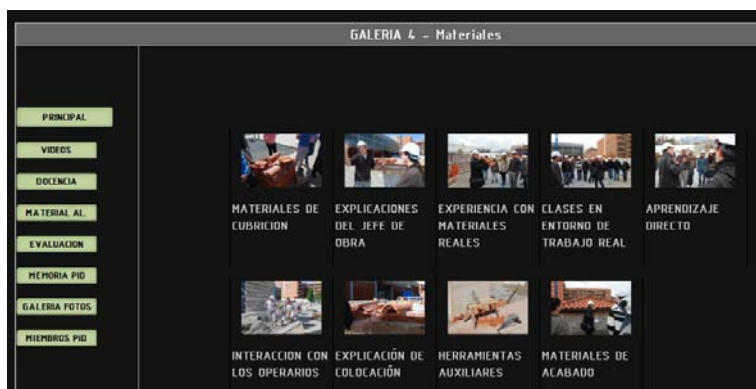 GALERIA 4 - Materiales
PRINCIPAL
VIDEOS
DOCENCIA
MATERIAL AL.
EVALUACION
MEMORIA PID
GALERIA FOTOS
MIEMBROS PID
MATERIALES DE
CUBRICION
EXPLICACIONES
DEL JEFE DE
OBRA
EXPERIENCIA CON
MATERIALES
REALES
CLASES EN
ENTORNO DE
TRABAJO REAL
APRENDIZAJE
DIRECTO
INTERACCION CON
LOS OPERARIOS
EXPLICACIÓN DE
COLOCACIÓN
HERRAMIENTAS
AUXILIARES
MATERIALES DE
ACABADO